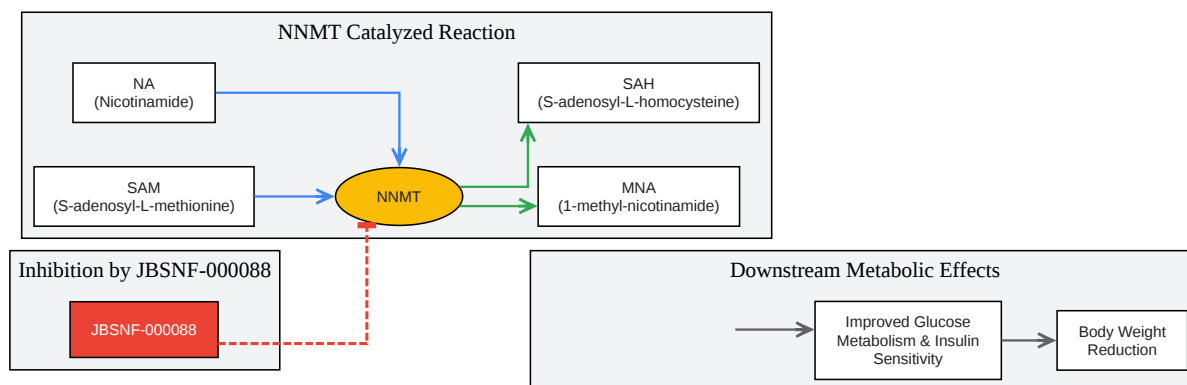 NNMT Catalyzed Reaction
NA
(Nicotinamide)
SAH
(S-adenosyl-L-homocysteine)
SAM
(S-adenosyl-L-methionine)
NNMT
MNA
(1-methyl-nicotinamide)
Inhibition by JBSNF-000088
JBSNF-000088
Downstream Metabolic Effects
Improved Glucose
Metabolism & Insulin
Sensitivity
Body Weight
Reduction